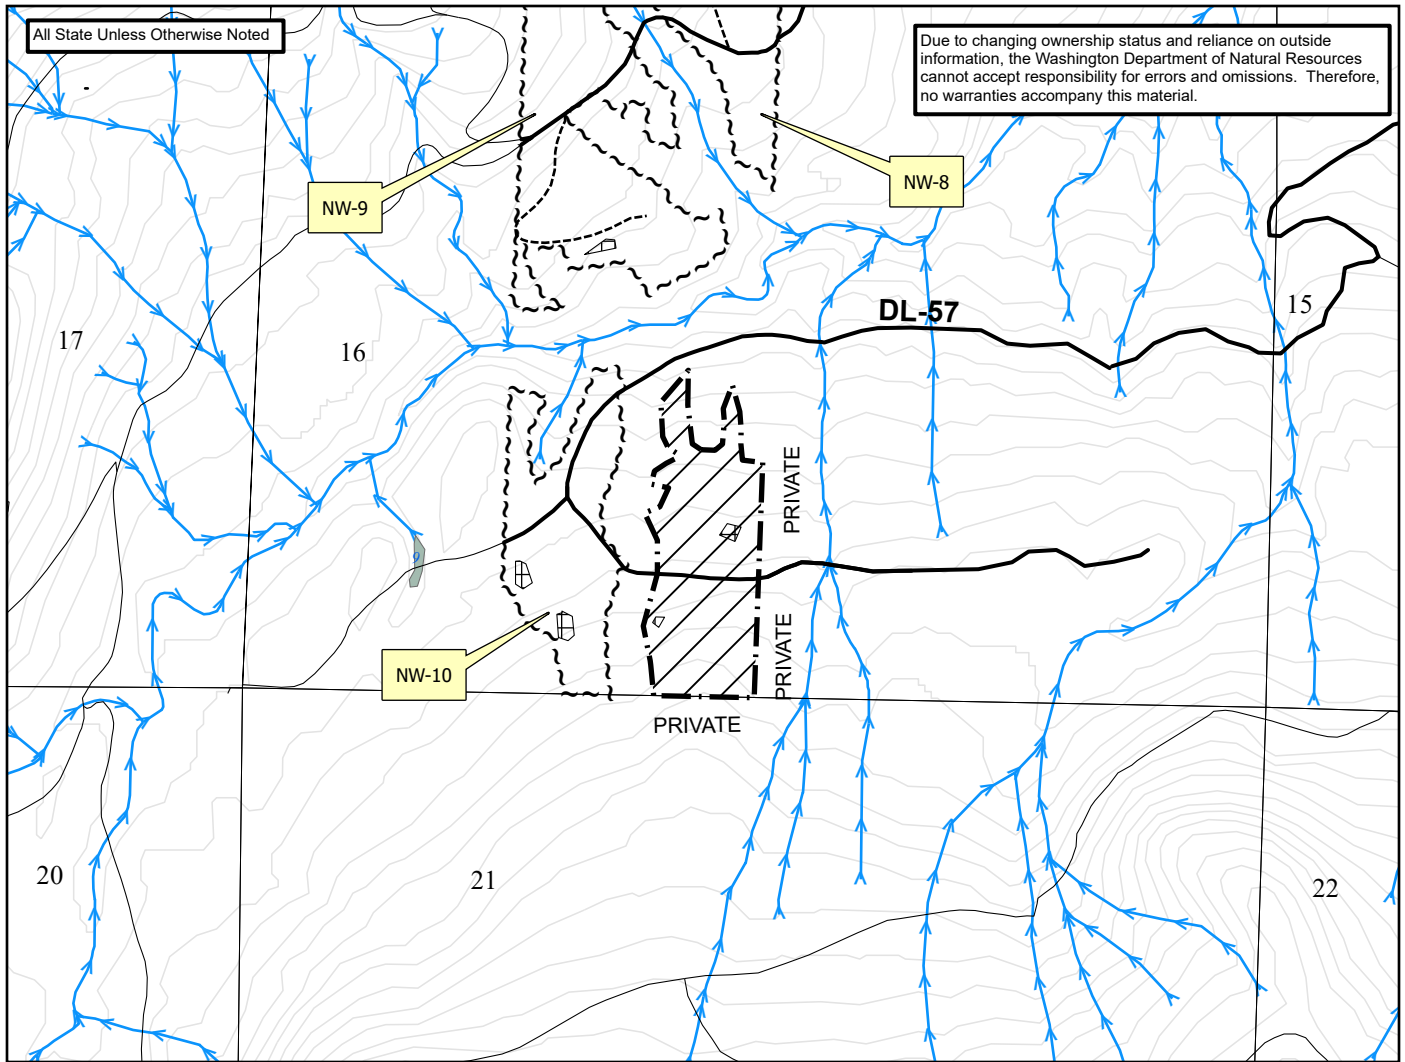 All State Unless Otherwise Noted
Due to changing ownership status and reliance on outside
information, the Washington Department of Natural Resources
cannot accept responsibility for errors and omissions. Therefore,
no warranties accompany this material.
NW-9
NW-8
DL-57
15
17
16
PRIVATE
9
PRIVATE
NW-10
PRIVATE
20
21
22